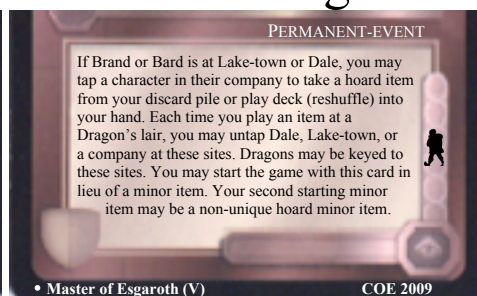 PERMANENT-EVENT
If Brand or Bard is at Lake-town or Dale, you may
tap a character in their company to take a hoard item
from your discard pile or play deck (reshuffle) into
your hand. Each time you play an item at a
Dragon's lair, you may untap Dale, Lake-town, or
a company at these sites. Dragons may be keyed to
these sites. You may start the game with this card in
lieu of a minor item. Your second starting minor
item may be a non-unique hoard minor item.
• Master of Esgaroth (V) COE 2009